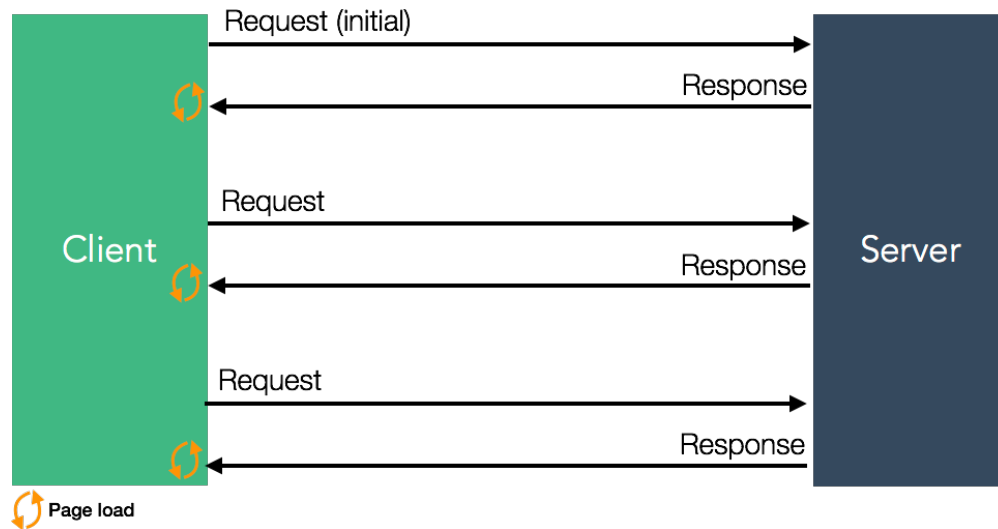 Request (initial)
Response
Request
Client
Server
Response
Request
Response
Page load